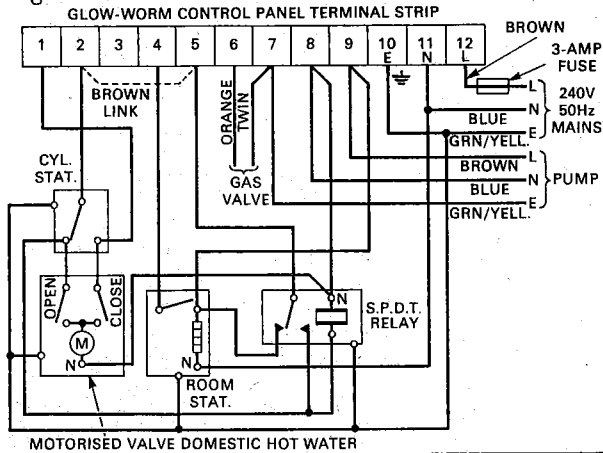 GLOW-WORM CONTROL PANEL TERMINAL STRIP
1 2 3 4 5 6 7 8 9 10 11 12
E N L
BROWN
3-AMP
FUSE
BROWN
LINK
ORANGE
TWIN
GAS
VALVE
L
N
E
BLUE
GRN/YELL.
240V
50Hz
MAINS
L
N
E
BROWN
BLUE
GRN/YELL.
PUMP
CYL.
STAT.
OPEN
CLOSE
M
N
N
ROOM
STAT.
N
S.P.D.T.
RELAY
MOTORISED VALVE DOMESTIC HOT WATER